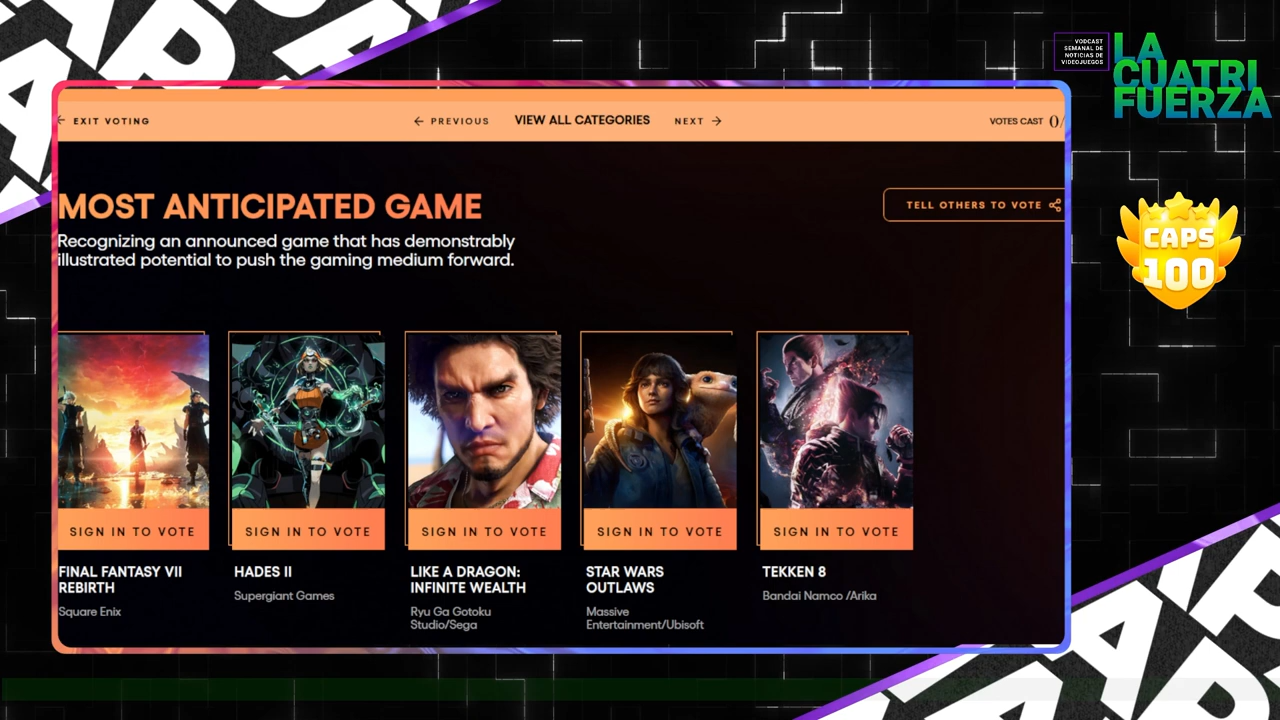 VODCAST
SEMANAL DE
NOTICIAS DE
VIDEOJUEGOS
LA
CUATRI
FUERZA
← EXIT VOTING
← PREVIOUS
VIEW ALL CATEGORIES
NEXT →
VOTES CAST 0/
MOST ANTICIPATED GAME
TELL OTHERS TO VOTE
Recognizing an announced game that has demonstrably
illustrated potential to push the gaming medium forward.
CAPS
100
SIGN IN TO VOTE
SIGN IN TO VOTE
SIGN IN TO VOTE
SIGN IN TO VOTE
SIGN IN TO VOTE
FINAL FANTASY VII
REBIRTH
Square Enix
HADES II
Supergiant Games
LIKE A DRAGON:
INFINITE WEALTH
Ryu Ga Gotoku
Studio/Sega
STAR WARS
OUTLAWS
Massive
Entertainment/Ubisoft
TEKKEN 8
Bandai Namco /Arika